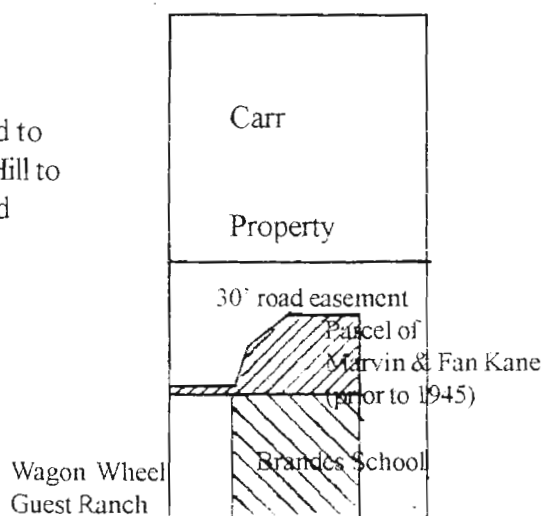 d to
Hill to
d
Carr
Property
30' road easement
Parcel of
Marvin & Fan Kane
(prior to 1945)
Brandes School
Wagon Wheel
Guest Ranch